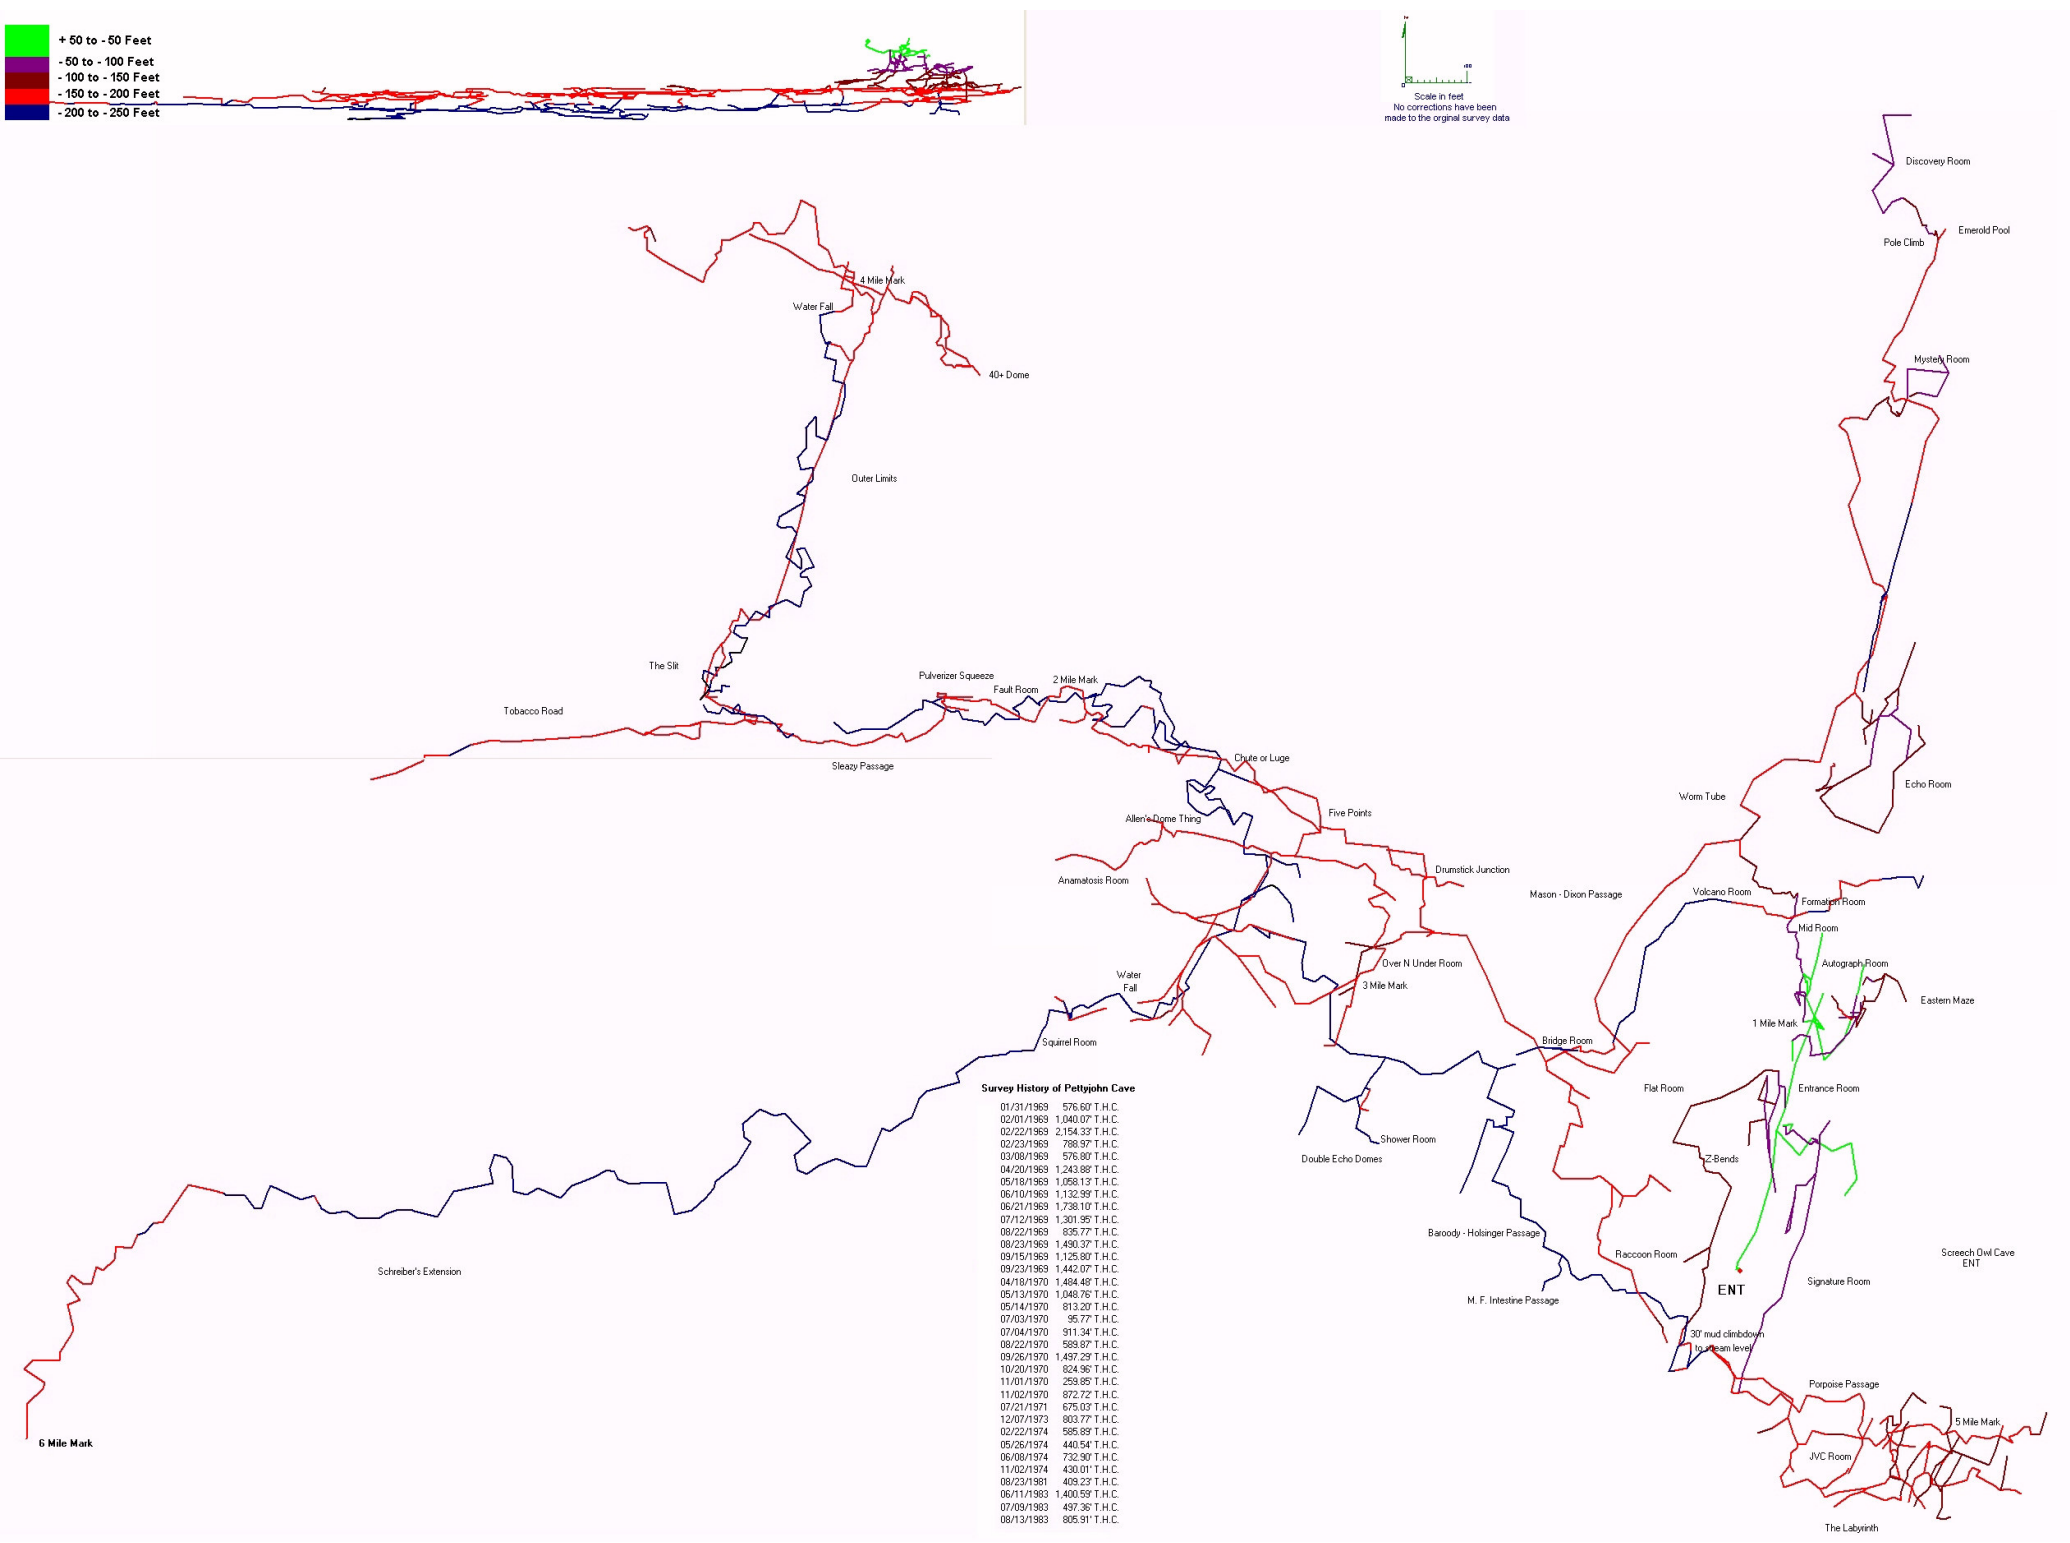 + 50 to - 50 Feet
- 50 to - 100 Feet
- 100 to - 150 Feet
- 150 to - 200 Feet
- 200 to - 250 Feet
Scale in feet
No corrections have been
made to the orginal survey data
Discovery Room
Emerold Pool
Pole Climb
4 Mile Mark
Water Fall
Mystery Room
40+ Dome
Outer Limits
The Slit
Pulverizer Squeeze
2 Mile Mark
Fault Room
Tobacco Road
Chute or Luge
Sleazy Passage
Echo Room
Worm Tube
Five Points
Allen's Dome Thing
Drumstick Junction
Anamatosis Room
Mason - Dixon Passage
Volcano Room
Formation Room
Mid Room
Over N Under Room
Autograph Room
Water
Fall
3 Mile Mark
Eastern Maze
1 Mile Mark
Squirrel Room
Bridge Room
Flat Room
Entrance Room
Shower Room
Double Echo Domes
Z-Bends
Baroody - Holsinger Passage
Raccoon Room
Screech Owl Cave
ENT
Schreiber's Extension
Signature Room
ENT
M. F. Intestine Passage
30' mud climbdown
to stream level
Porpoise Passage
5 Mile Mark
6 Mile Mark
JVC Room
The Labyrinth
Survey History of Pettyjohn Cave
01/31/1969 576.60' T.H.C.
02/01/1969 1,040.07' T.H.C.
02/22/1969 2,154.33' T.H.C.
02/23/1969 788.97' T.H.C.
03/08/1969 576.80' T.H.C.
04/20/1969 1,243.88' T.H.C.
05/18/1969 1,058.13' T.H.C.
06/10/1969 1,132.99' T.H.C.
06/21/1969 1,738.10' T.H.C.
07/12/1969 1,301.95' T.H.C.
08/22/1969 835.77' T.H.C.
08/23/1969 1,490.37' T.H.C.
09/15/1969 1,125.80' T.H.C.
09/23/1969 1,442.07' T.H.C.
04/18/1970 1,484.48' T.H.C.
05/13/1970 1,048.76' T.H.C.
05/14/1970 813.20' T.H.C.
07/03/1970 95.77' T.H.C.
07/04/1970 911.34' T.H.C.
08/22/1970 589.87' T.H.C.
09/26/1970 1,497.29' T.H.C.
10/20/1970 824.96' T.H.C.
11/01/1970 259.85' T.H.C.
11/02/1970 872.72' T.H.C.
07/21/1971 675.03' T.H.C.
12/07/1973 803.77' T.H.C.
02/22/1974 585.89' T.H.C.
05/26/1974 440.54' T.H.C.
06/08/1974 732.90' T.H.C.
11/02/1974 430.01' T.H.C.
08/23/1981 409.23' T.H.C.
06/11/1983 1,400.59' T.H.C.
07/09/1983 497.36' T.H.C.
08/13/1983 805.91' T.H.C.